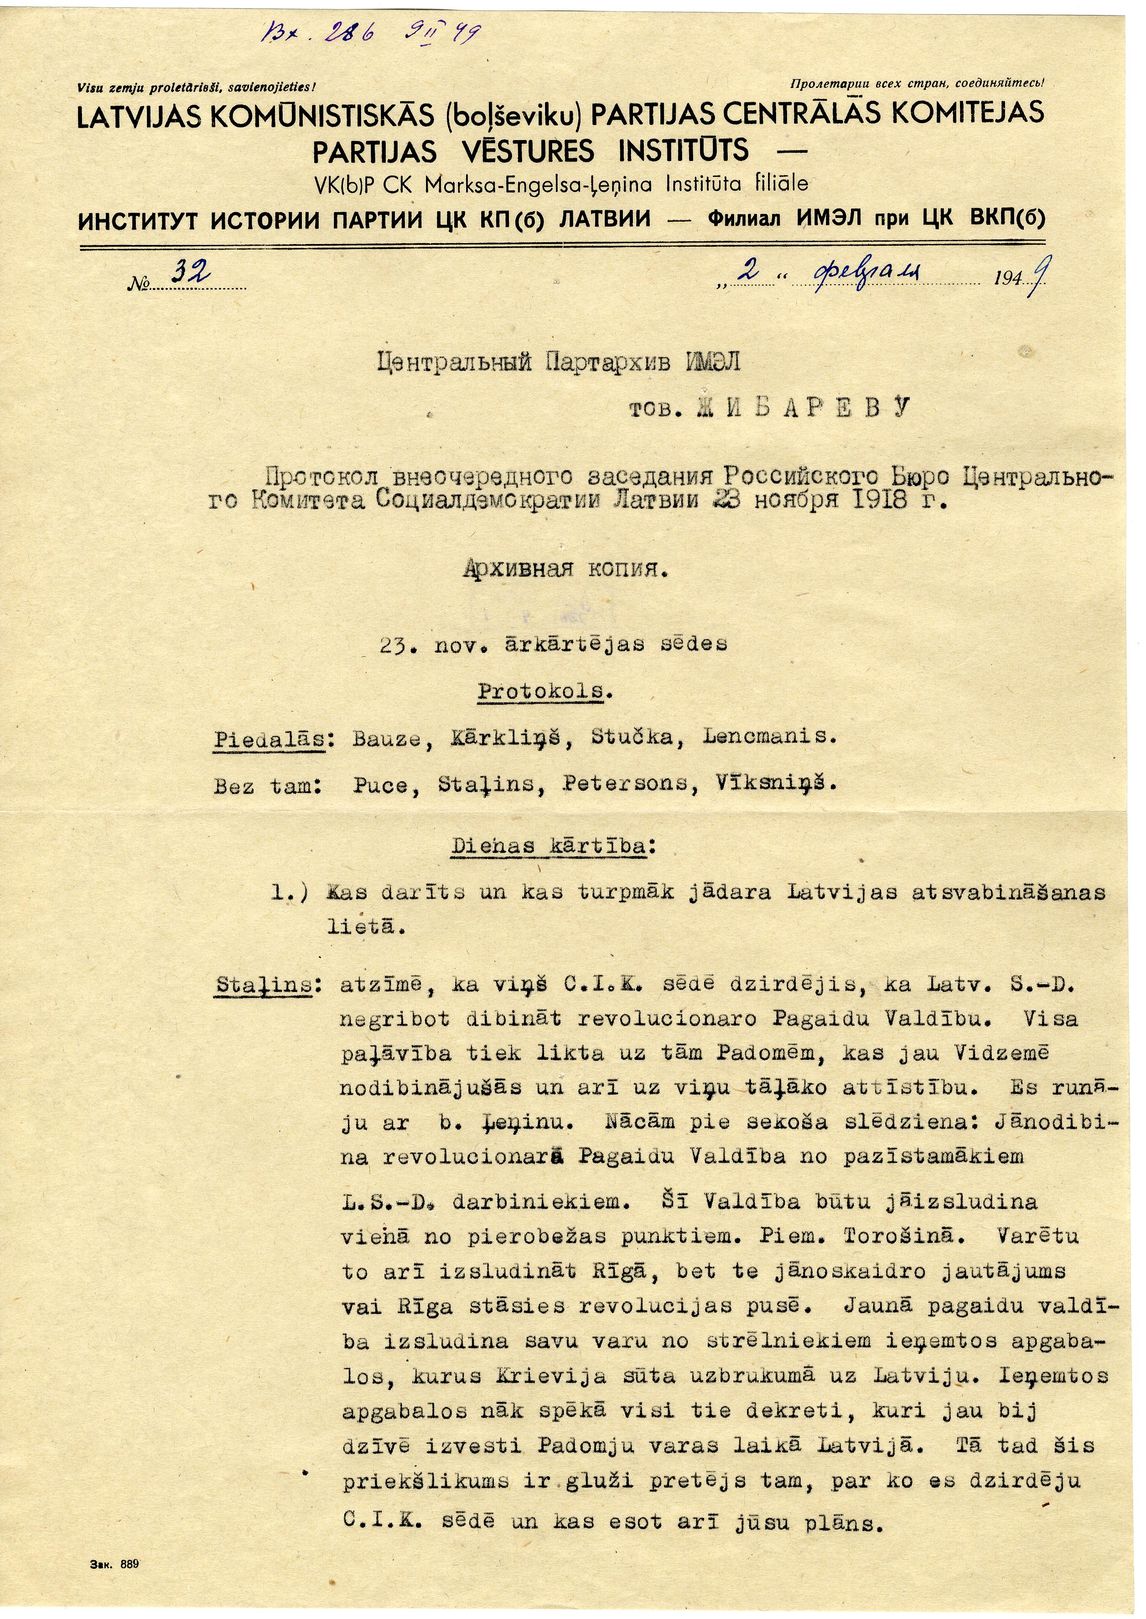 Вх. 286 9/II 49
Visu zemju proletārieši, savienojieties!
Пролетарии всех стран, соединяйтесь!
LATVIJAS KOMŪNISTISKĀS (boļševiku) PARTIJAS CENTRĀLĀS KOMITEJAS
PARTIJAS VĒSTURES INSTITŪTS —
VK(b)P CK Marksa-Engelsa-Ļeņina Institūta filiāle
ИНСТИТУТ ИСТОРИИ ПАРТИИ ЦК КП(б) ЛАТВИИ — Филиал ИМЭЛ при ЦК ВКП(б)
№ 32
„ 2 “ февраля 1949
Центральный Партархив ИМЭЛ
тов. Ж И Б А Р Е В У
Протокол внеочередного заседания Российского Бюро Центрально-
го Комитета Социалдемократии Латвии 23 ноября 1918 г.
Архивная копия.
23. nov. ārkārtējas sēdes
Protokols.
Piedalās: Bauze, Kārkliņš, Stučka, Lencmanis.
Bez tam: Puce, Staļins, Petersons, Vīksniņš.
Dienas kārtība:
1.) Kas darīts un kas turpmāk jādara Latvijas atsvabināšanas
lietā.
Staļins: atzīmē, ka viņš C.I.K. sēdē dzirdējis, ka Latv. S.-D.
negribot dibināt revolucionaro Pagaidu Valdību. Visa
paļāvība tiek likta uz tām Padomēm, kas jau Vidzemē
nodibinājušās un arī uz viņu tāļāko attīstību. Es runā-
ju ar b. Ļeņinu. Nācām pie sekoša slēdziena: Jānodibi-
na revolucionarā Pagaidu Valdība no pazīstamākiem
L.S.-D. darbiniekiem. Šī Valdība būtu jāizsludina
vienā no pierobežas punktiem. Piem. Torošinā. Varētu
to arī izsludināt Rīgā, bet te jānoskaidro jautājums
vai Rīga stāsies revolucijas pusē. Jaunā pagaidu valdī-
ba izsludina savu varu no strēlniekiem ieņemtos apgaba-
los, kurus Krievija sūta uzbrukumā uz Latviju. Ieņemtos
apgabalos nāk spēkā visi tie dekreti, kuri jau bij
dzīvē izvesti Padomju varas laikā Latvijā. Tā tad šis
priekšlikums ir gluži pretējs tam, par ko es dzirdēju
C.I.K. sēdē un kas esot arī jūsu plāns.
Зак. 889